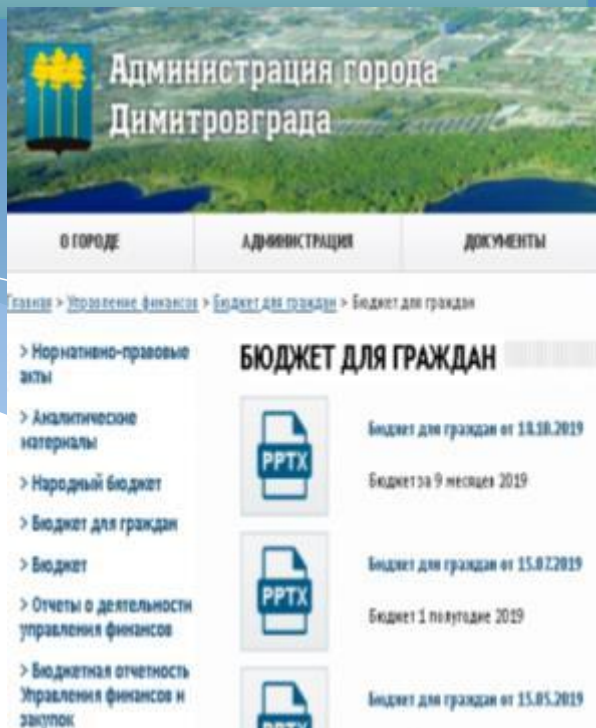 Администрация города
Димитровграда
О ГОРОДЕ
АДМИНИСТРАЦИЯ
ДОКУМЕНТЫ
Главная > Управление финансов > Бюджет для граждан > Бюджет для граждан
> Нормативно-правовые
акты
> Аналитические
материалы
> Народный бюджет
> Бюджет для граждан
> Бюджет
> Отчеты о деятельности
управления финансов
> Бюджетная отчетность
Управления финансов и
закупок
БЮДЖЕТ ДЛЯ ГРАЖДАН
PPTX
Бюджет для граждан от 18.10.2019
Бюджет за 9 месяцев 2019
PPTX
Бюджет для граждан от 15.07.2019
Бюджет 1 полугодие 2019
PPTX
Бюджет для граждан от 15.05.2019